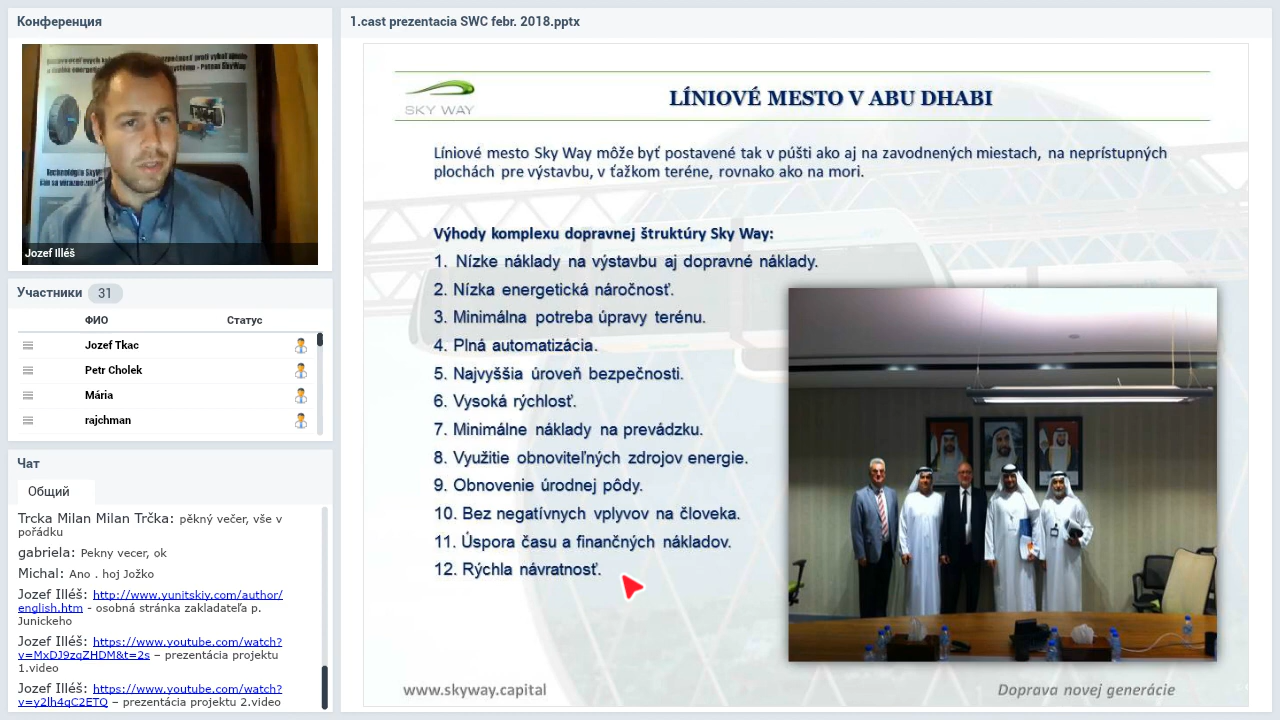 Конференция
Jozef Illéš
Участники 31
ФИО Статус
Jozef Tkac
Petr Cholek
Mária
rajchman
Чат
Общий
Trcka Milan Milan Trčka: pěkný večer, vše v
pořádku
gabriela: Pekny vecer, ok
Michal: Ano . hoj Jožko
Jozef Illéš: http://www.yunitskiy.com/author/
english.htm - osobná stránka zakladateľa p.
Junickeho
Jozef Illéš: https://www.youtube.com/watch?
v=MxDJ9zqZHDM&t=2s – prezentácia projektu
1.video
Jozef Illéš: https://www.youtube.com/watch?
v=y2lh4qC2ETQ – prezentácia projektu 2.video
1.cast prezentacia SWC febr. 2018.pptx
SKY WAY
LÍNIOVÉ MESTO V ABU DHABI
Líniové mesto Sky Way môže byť postavené tak v púšti ako aj na zavodnených miestach, na neprístupných
plochách pre výstavbu, v ťažkom teréne, rovnako ako na mori.
Výhody komplexu dopravnej štruktúry Sky Way:
1. Nízke náklady na výstavbu aj dopravné náklady.
2. Nízka energetická náročnosť.
3. Minimálna potreba úpravy terénu.
4. Plná automatizácia.
5. Najvyššia úroveň bezpečnosti.
6. Vysoká rýchlosť.
7. Minimálne náklady na prevádzku.
8. Využitie obnoviteľných zdrojov energie.
9. Obnovenie úrodnej pôdy.
10. Bez negatívnych vplyvov na človeka.
11. Úspora času a finančných nákladov.
12. Rýchla návratnosť.
www.skyway.capital
Doprava novej generácie